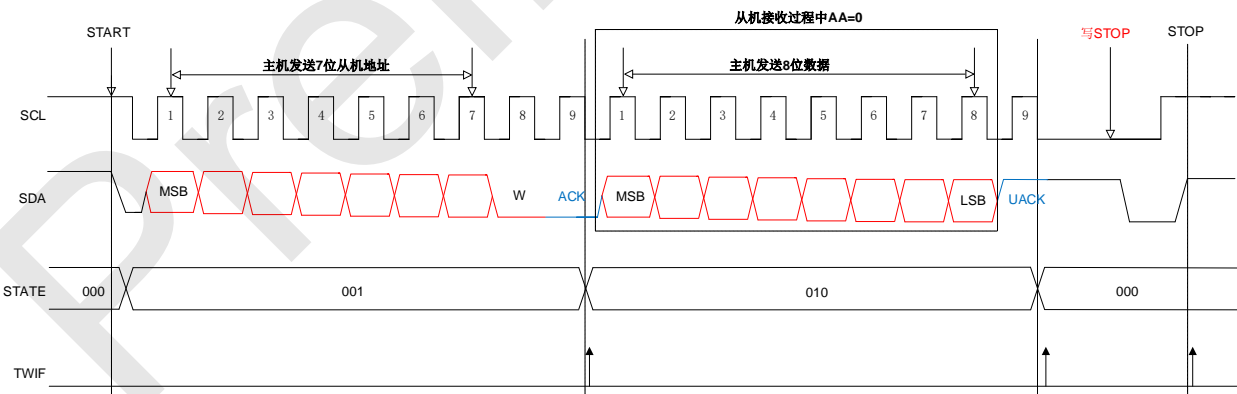 从机接收过程中AA=0
START
写STOP
STOP
主机发送7位从机地址
主机发送8位数据
SCL
1 2 3 4 5 6 7 8 9 1 2 3 4 5 6 7 8 9
SDA
MSB W ACK MSB LSB UACK
STATE 000 001 010 000
TWIF